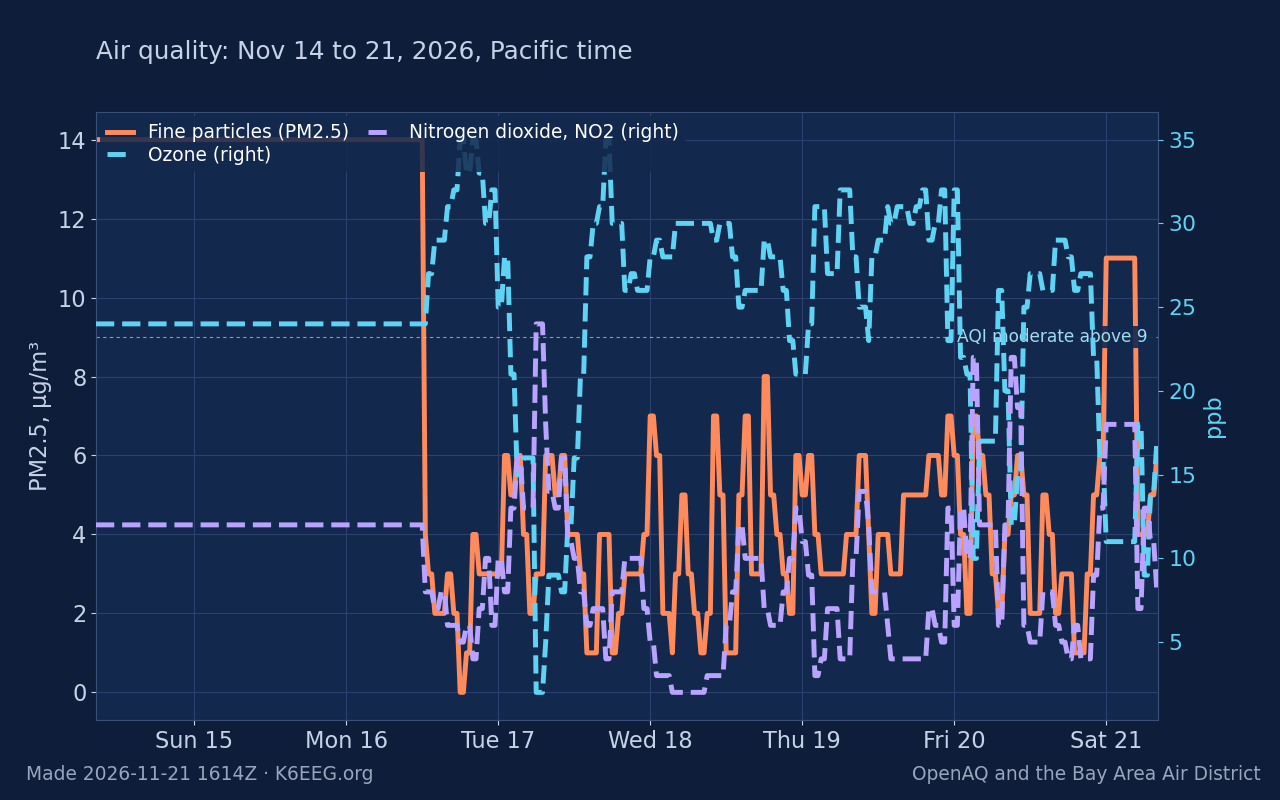 Air quality: Nov 14 to 21, 2026, Pacific time
Fine particles (PM2.5)
Nitrogen dioxide, NO2 (right)
Ozone (right)
14
12
10
8
6
4
2
0
PM2.5, µg/m³
35
30
25
20
15
10
5
ppb
AQI moderate above 9
Sun 15
Mon 16
Tue 17
Wed 18
Thu 19
Fri 20
Sat 21
Made 2026-11-21 1614Z · K6EEG.org
OpenAQ and the Bay Area Air District